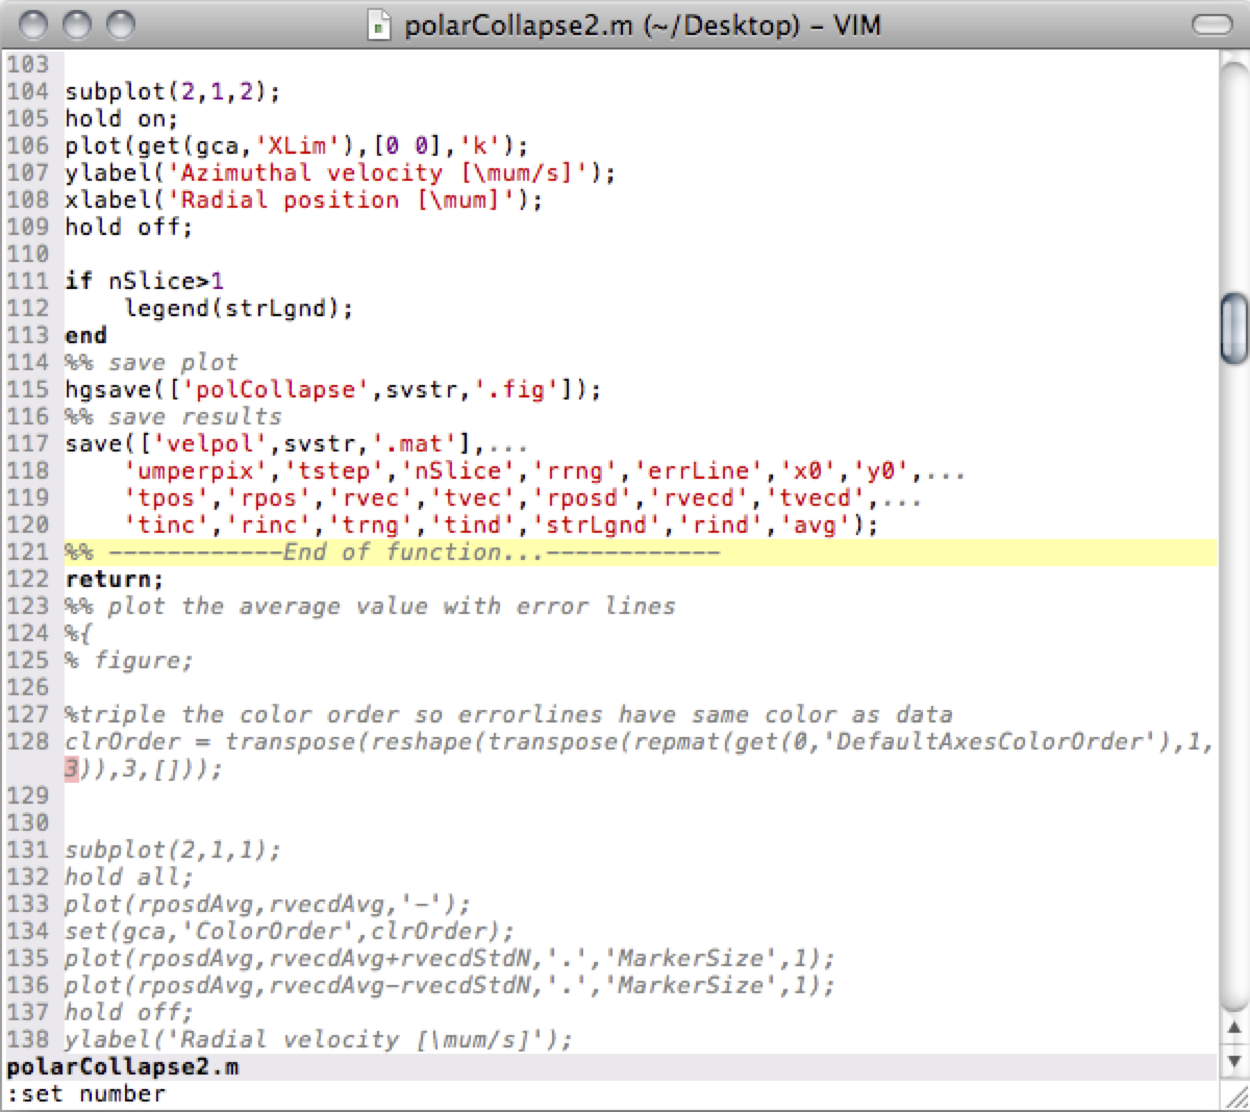 polarCollapse2.m (~/Desktop) – VIM
103
104 subplot(2,1,2);
105 hold on;
106 plot(get(gca,'XLim'),[0 0],'k');
107 ylabel('Azimuthal velocity [\mum/s]');
108 xlabel('Radial position [\mum]');
109 hold off;
110
111 if nSlice>1
112     legend(strLgnd);
113 end
114 %% save plot
115 hgsave(['polCollapse',svstr,'.fig']);
116 %% save results
117 save(['velpol',svstr,'.mat'],...
118     'umperpix','tstep','nSlice','rrng','errLine','x0','y0',...
119     'tpos','rpos','rvec','tvec','rposd','rvecd','tvecd',...
120     'tinc','rinc','trng','tind','strLgnd','rind','avg');
121 %% ------------End of function...------------
122 return;
123 %% plot the average value with error lines
124 %{
125 % figure;
126
127 %triple the color order so errorlines have same color as data
128 clrOrder = transpose(reshape(transpose(repmat(get(0,'DefaultAxesColorOrder'),1,
3)),3,[]));
129
130
131 subplot(2,1,1);
132 hold all;
133 plot(rposdAvg,rvecdAvg,'-');
134 set(gca,'ColorOrder',clrOrder);
135 plot(rposdAvg,rvecdAvg+rvecdStdN,'.','MarkerSize',1);
136 plot(rposdAvg,rvecdAvg-rvecdStdN,'.','MarkerSize',1);
137 hold off;
138 ylabel('Radial velocity [\mum/s]');
polarCollapse2.m
:set number